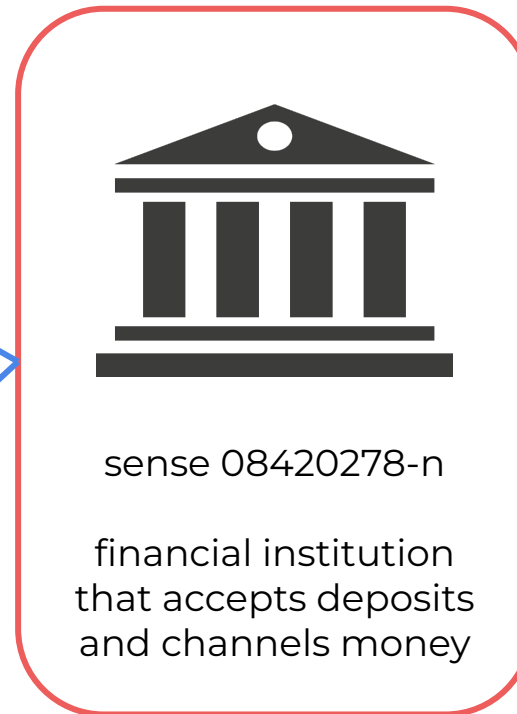 sense 08420278-n
financial institution
that accepts deposits
and channels money